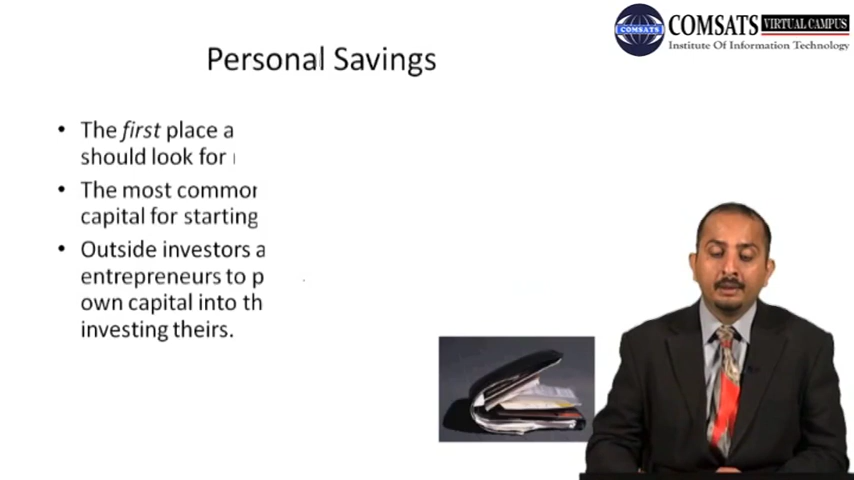 COMSATS VIRTUAL CAMPUS
COMSATS
Institute Of Information Technology
Personal Savings
• The first place a
should look for
• The most common
capital for starting
• Outside investors a
entrepreneurs to p
own capital into th
investing theirs.